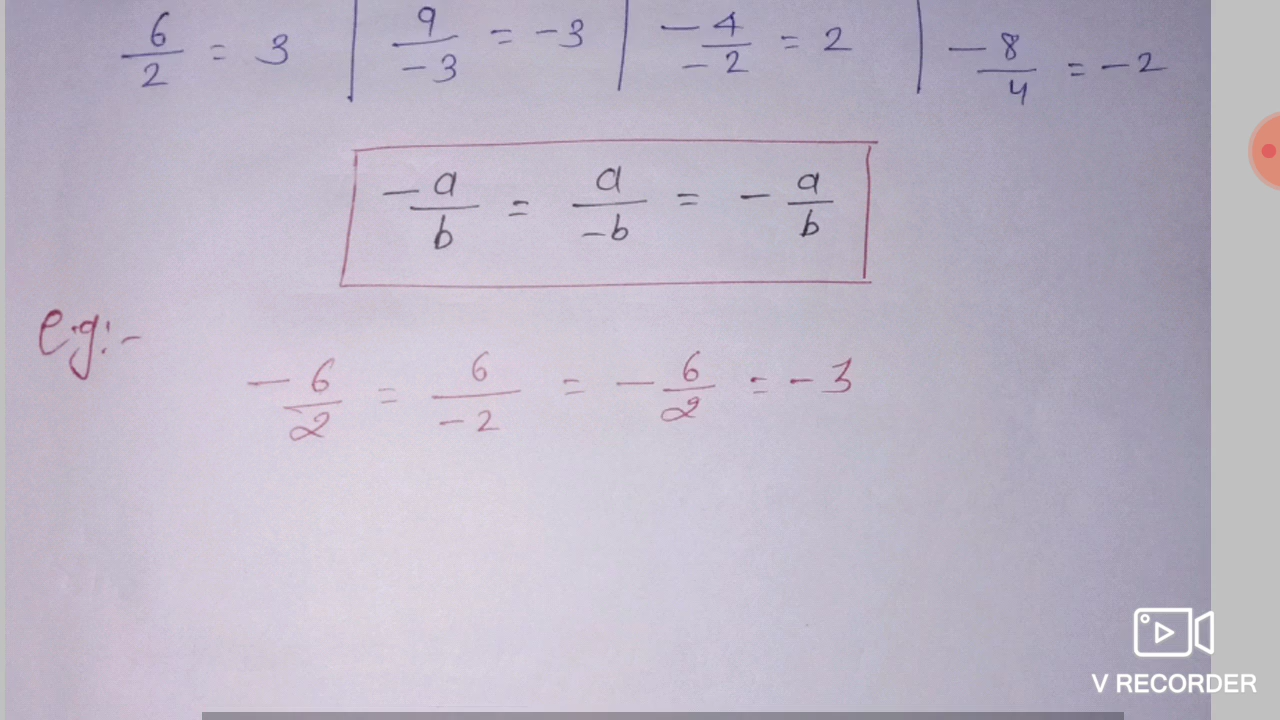 6/2 = 3 | 9/-3 = -3 | -4/-2 = 2 | -8/4 = -2
-a/b = a/-b = -a/b
e.g:-
-6/2 = 6/-2 = -6/2 = -3
V RECORDER